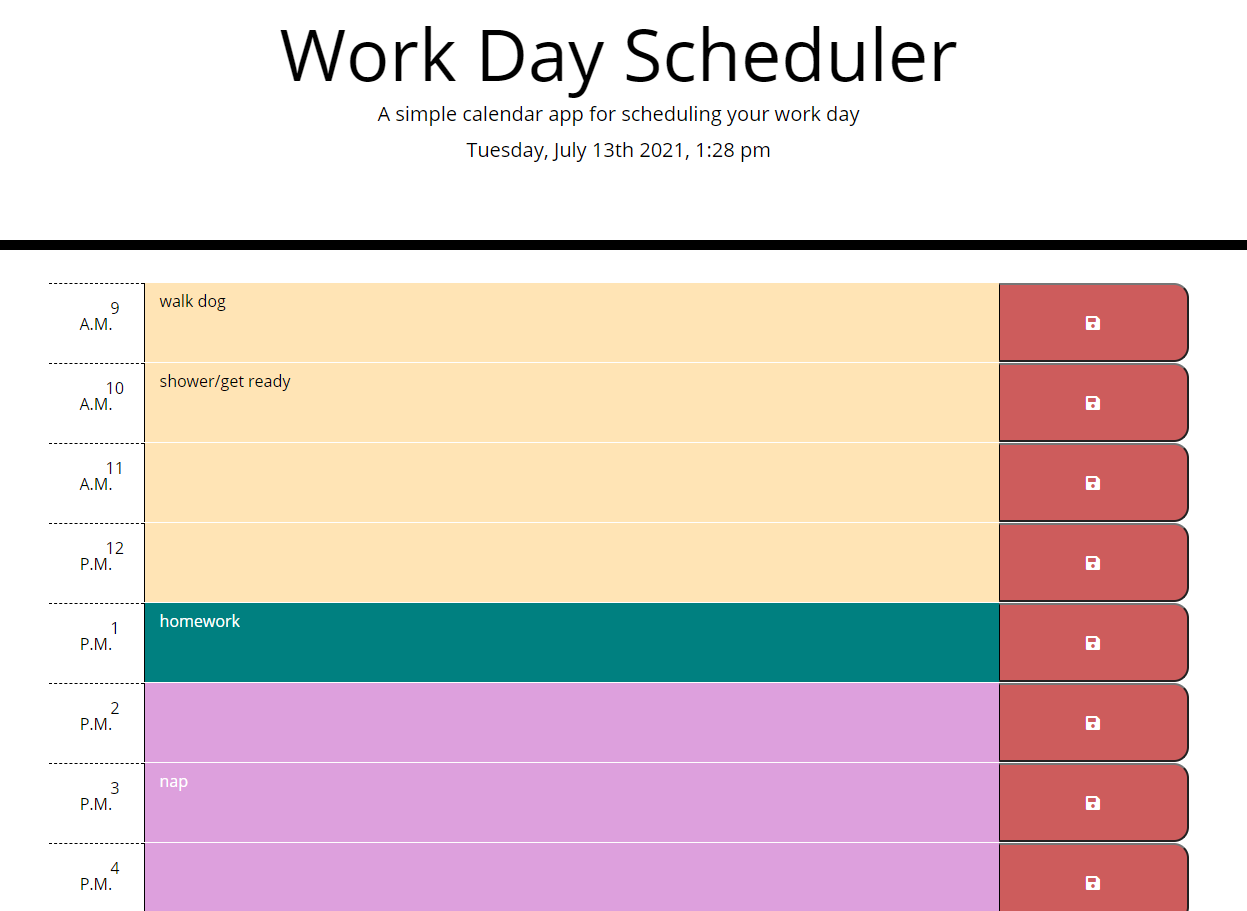 Work Day Scheduler
A simple calendar app for scheduling your work day
Tuesday, July 13th 2021, 1:28 pm
9
A.M.
walk dog
10
A.M.
shower/get ready
11
A.M.
12
P.M.
1
P.M.
homework
2
P.M.
3
P.M.
nap
4
P.M.